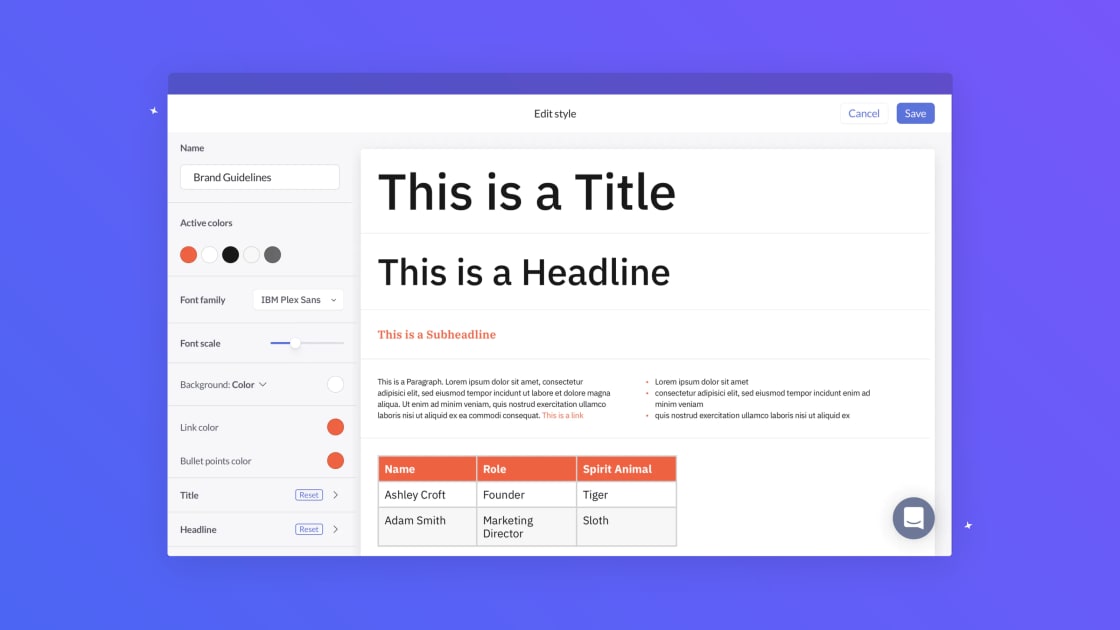 Edit style
Cancel
Save
Name
Brand Guidelines
Active colors
Font family
IBM Plex Sans
Font scale
Background: Color
Link color
Bullet points color
Title
Reset
Headline
Reset
This is a Title
This is a Headline
This is a Subheadline
This is a Paragraph. Lorem ipsum dolor sit amet, consectetur
adipisici elit, sed eiusmod tempor incididunt ut labore et dolore magna
aliqua. Ut enim ad minim veniam, quis nostrud exercitation ullamco
laboris nisi ut aliquid ex ea commodi consequat. This is a link
• Lorem ipsum dolor sit amet
• consectetur adipisici elit, sed eiusmod tempor incidunt enim ad
minim veniam
• quis nostrud exercitation ullamco laboris nisi ut aliquid ex
Name Role Spirit Animal
Ashley Croft Founder Tiger
Adam Smith Marketing Sloth
Director